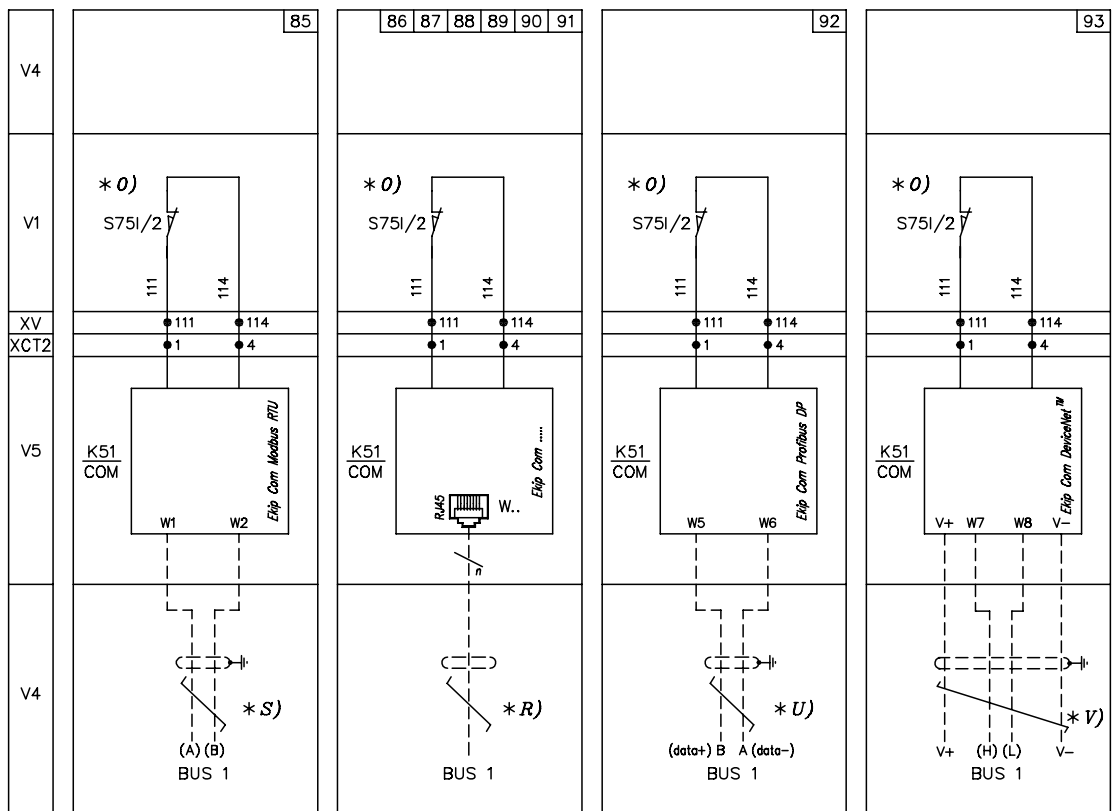 V4
V1
XV
XCT2
V5
V4
85
*O)
S75I/2
111 114
111 114
1 4
K51
COM
Ekip Com Modbus RTU
W1 W2
*S)
(A) (B)
BUS 1
86 87 88 89 90 91
*O)
S75I/2
111 114
111 114
1 4
K51
COM
Ekip Com .....
RJ45
W..
n
*R)
BUS 1
92
*O)
S75I/2
111 114
111 114
1 4
K51
COM
Ekip Com Profibus DP
W5 W6
*U)
(data+) B A (data-)
BUS 1
93
*O)
S75I/2
111 114
111 114
1 4
K51
COM
Ekip Com DeviceNet™
V+ W7 W8 V-
*V)
V+ (H) (L) V-
BUS 1